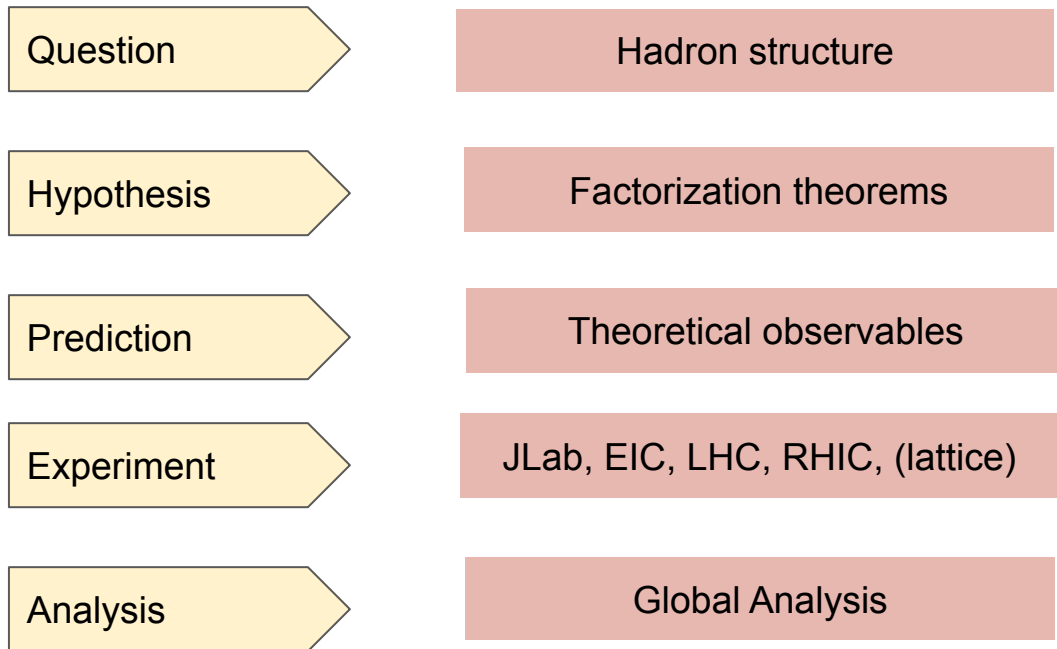 Question
Hadron structure
Hypothesis
Factorization theorems
Prediction
Theoretical observables
Experiment
JLab, EIC, LHC, RHIC, (lattice)
Analysis
Global Analysis